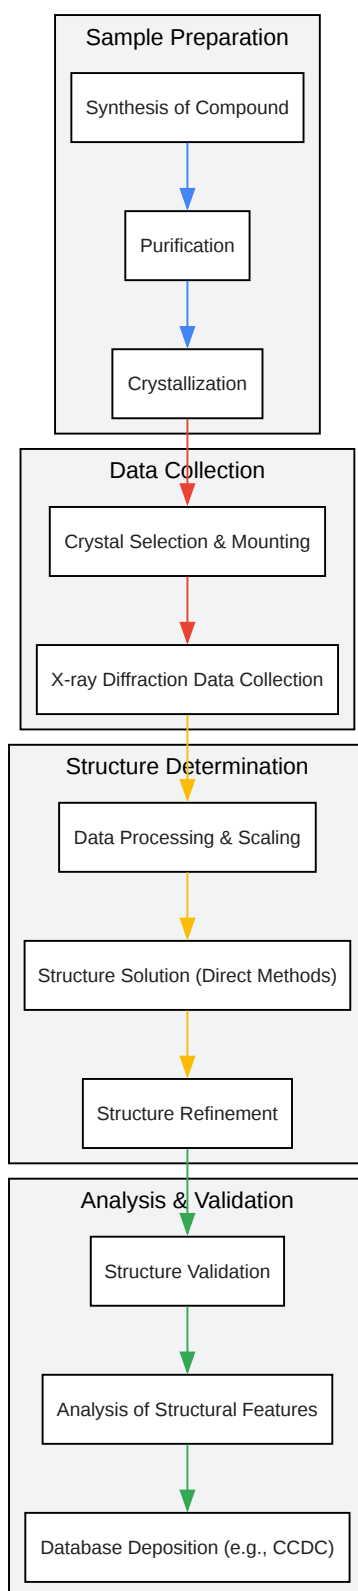 Sample Preparation
Synthesis of Compound
Purification
Crystallization
Data Collection
Crystal Selection & Mounting
X-ray Diffraction Data Collection
Structure Determination
Data Processing & Scaling
Structure Solution (Direct Methods)
Structure Refinement
Analysis & Validation
Structure Validation
Analysis of Structural Features
Database Deposition (e.g., CCDC)